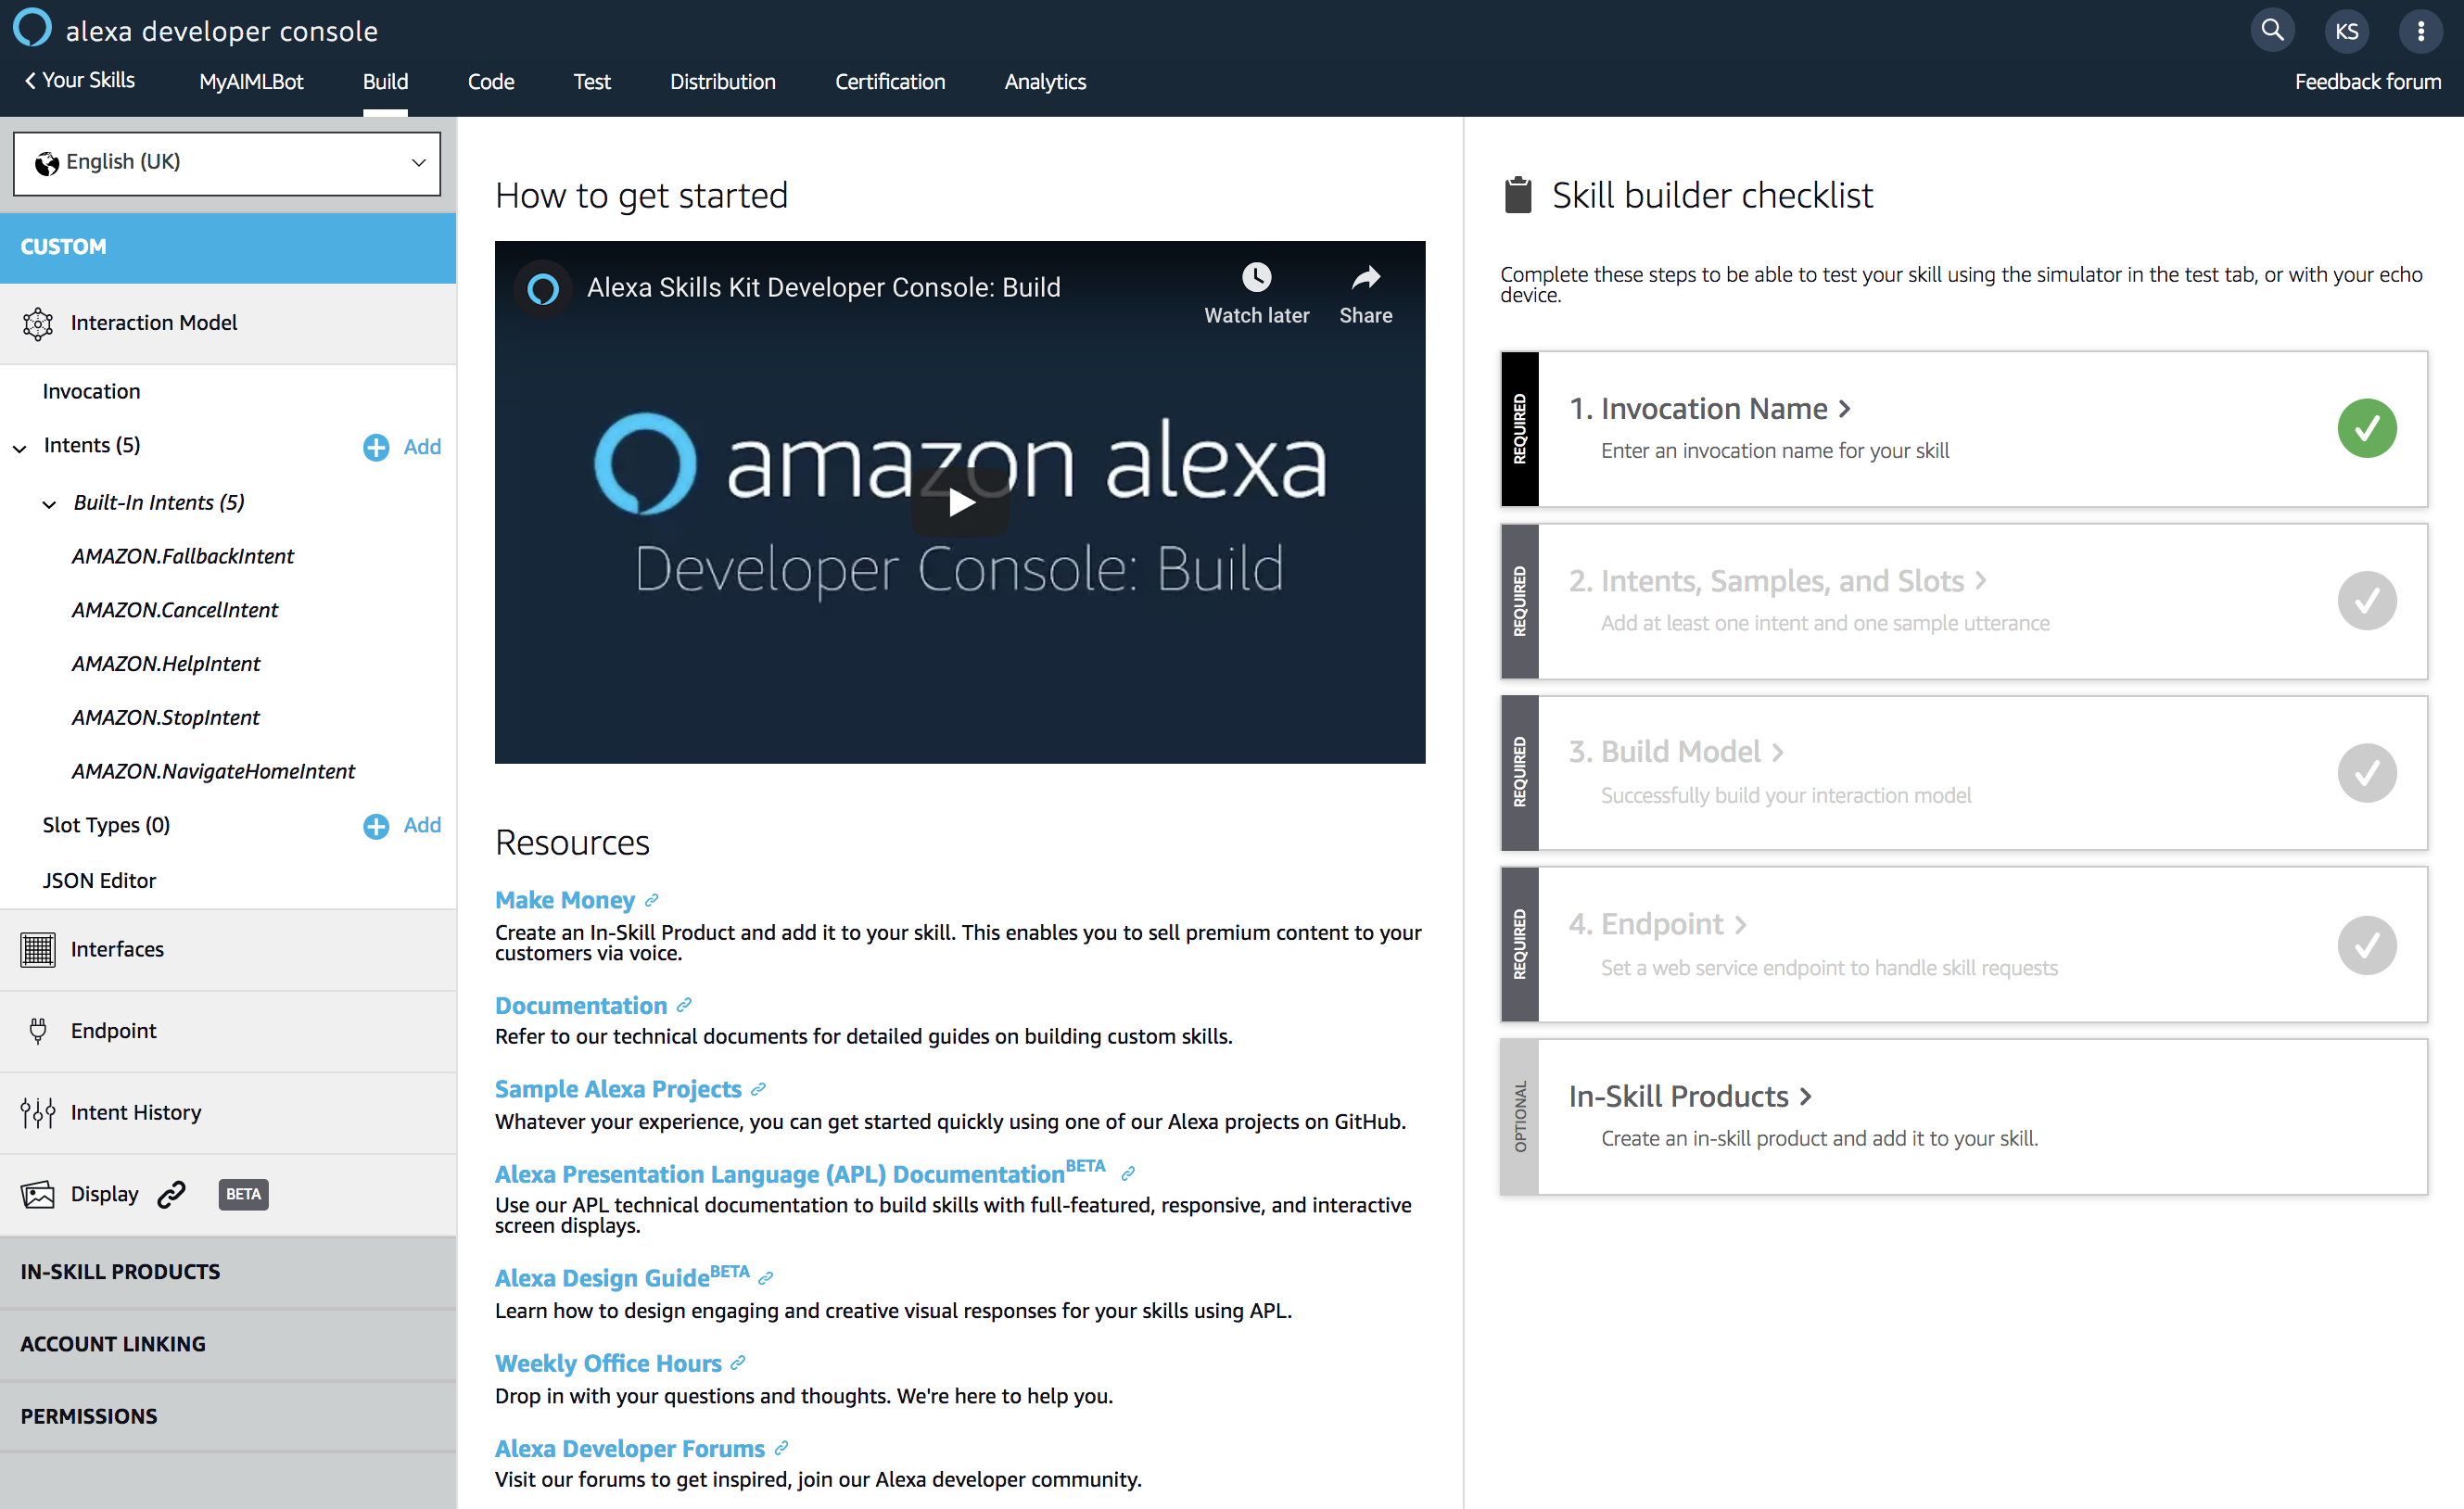 alexa developer console
KS
Your Skills
MyAIMLBot
Build
Code
Test
Distribution
Certification
Analytics
Feedback forum
English (UK)
CUSTOM
Interaction Model
Invocation
Intents (5)
Add
Built-In Intents (5)
AMAZON.FallbackIntent
AMAZON.CancelIntent
AMAZON.HelpIntent
AMAZON.StopIntent
AMAZON.NavigateHomeIntent
Slot Types (0)
Add
JSON Editor
Interfaces
Endpoint
Intent History
Display
BETA
IN-SKILL PRODUCTS
ACCOUNT LINKING
PERMISSIONS
How to get started
Alexa Skills Kit Developer Console: Build
Watch later
Share
amazon alexa
Developer Console: Build
Resources
Make Money
Create an In-Skill Product and add it to your skill. This enables you to sell premium content to your
customers via voice.
Documentation
Refer to our technical documents for detailed guides on building custom skills.
Sample Alexa Projects
Whatever your experience, you can get started quickly using one of our Alexa projects on GitHub.
Alexa Presentation Language (APL) Documentation BETA
Use our APL technical documentation to build skills with full-featured, responsive, and interactive
screen displays.
Alexa Design Guide BETA
Learn how to design engaging and creative visual responses for your skills using APL.
Weekly Office Hours
Drop in with your questions and thoughts. We're here to help you.
Alexa Developer Forums
Visit our forums to get inspired, join our Alexa developer community.
Skill builder checklist
Complete these steps to be able to test your skill using the simulator in the test tab, or with your echo
device.
REQUIRED
1. Invocation Name
Enter an invocation name for your skill
REQUIRED
2. Intents, Samples, and Slots
Add at least one intent and one sample utterance
REQUIRED
3. Build Model
Successfully build your interaction model
REQUIRED
4. Endpoint
Set a web service endpoint to handle skill requests
OPTIONAL
In-Skill Products
Create an in-skill product and add it to your skill.